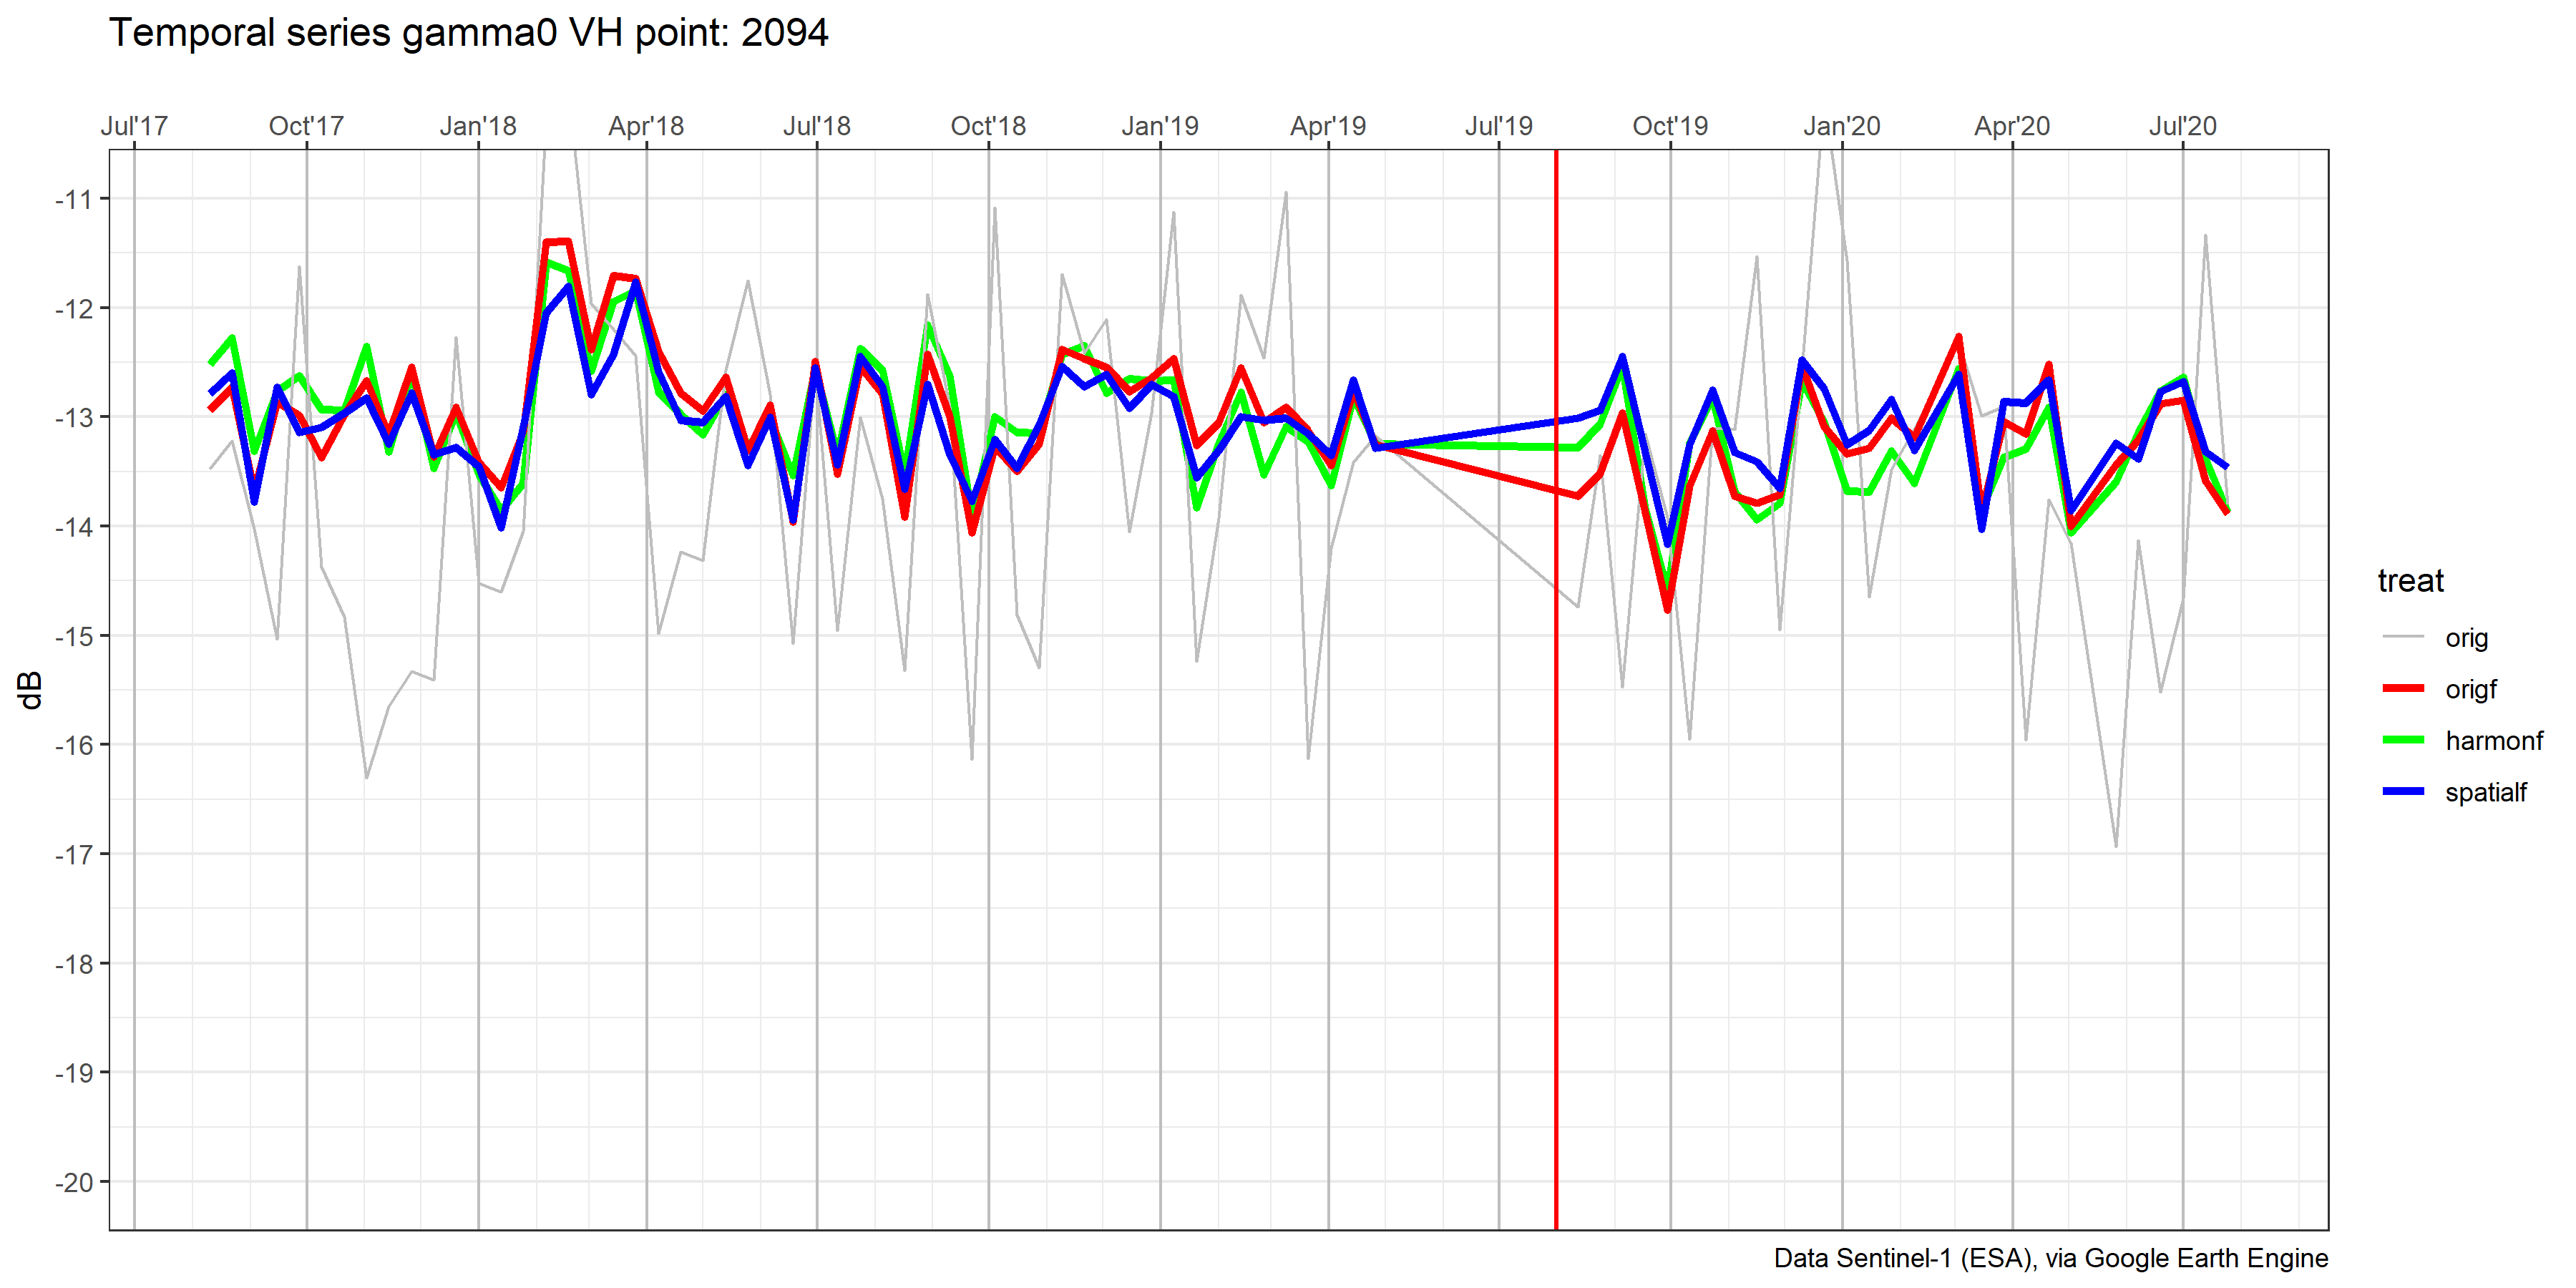 Temporal series gamma0 VH point: 2094
Jul'17 Oct'17 Jan'18 Apr'18 Jul'18 Oct'18 Jan'19 Apr'19 Jul'19 Oct'19 Jan'20 Apr'20 Jul'20
-11
-12
-13
-14
-15
-16
-17
-18
-19
-20
dB
treat
orig
origf
harmonf
spatialf
Data Sentinel-1 (ESA), via Google Earth Engine